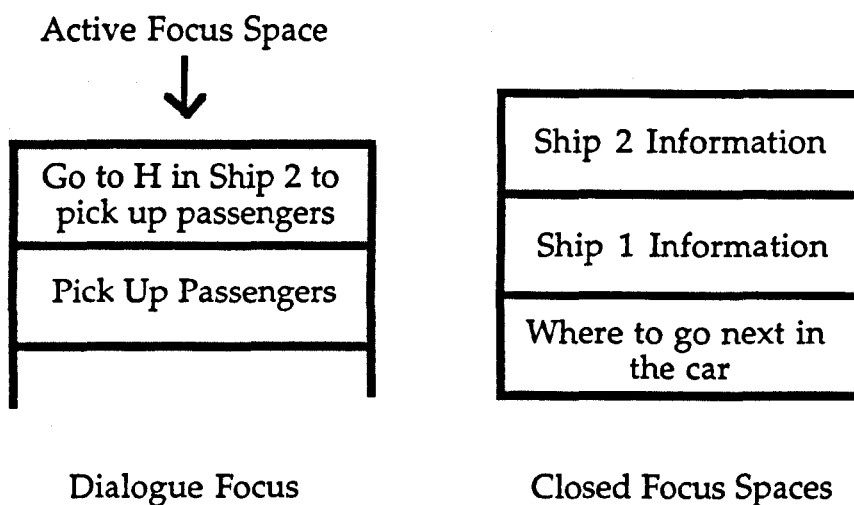 Active Focus Space
Go to H in Ship 2 to
pick up passengers
Pick Up Passengers
Dialogue Focus
Ship 2 Information
Ship 1 Information
Where to go next in
the car
Closed Focus Spaces